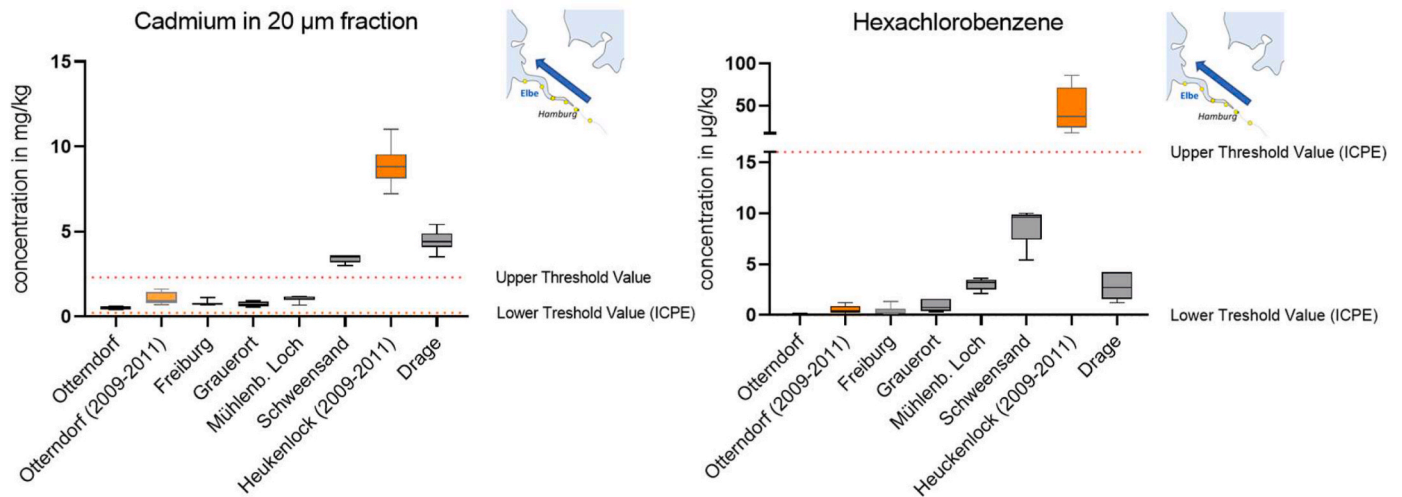 Cadmium in 20 µm fraction
concentration in mg/kg
15
10
5
0
Otterndorf
Otterndorf (2009-2011)
Freiburg
Grauerort
Mühlenb. Loch
Schweensand
Heukenlock (2009-2011)
Drage
Elbe
Hamburg
Upper Threshold Value
Lower Treshold Value (ICPE)
Hexachlorobenzene
concentration in µg/kg
100
50
15
10
5
0
Otterndorf
Otterndorf (2009-2011)
Freiburg
Grauerort
Mühlenb. Loch
Schweensand
Heuckenlock (2009-2011)
Drage
Elbe
Hamburg
Upper Threshold Value (ICPE)
Lower Treshold Value (ICPE)